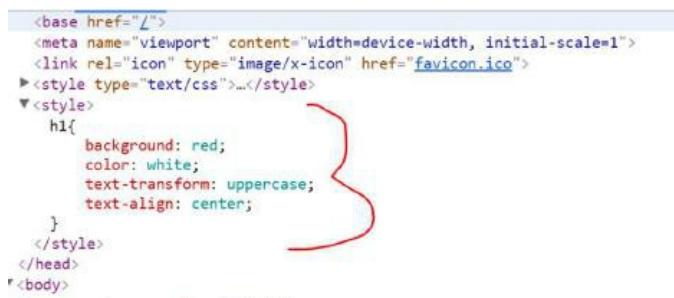 <base href="/">
<meta name="viewport" content="width=device-width, initial-scale=1">
<link rel="icon" type="image/x-icon" href="favicon.ico">
▶<style type="text/css">…</style>
▼<style>
h1{
background: red;
color: white;
text-transform: uppercase;
text-align: center;
}
</style>
</head>
<body>